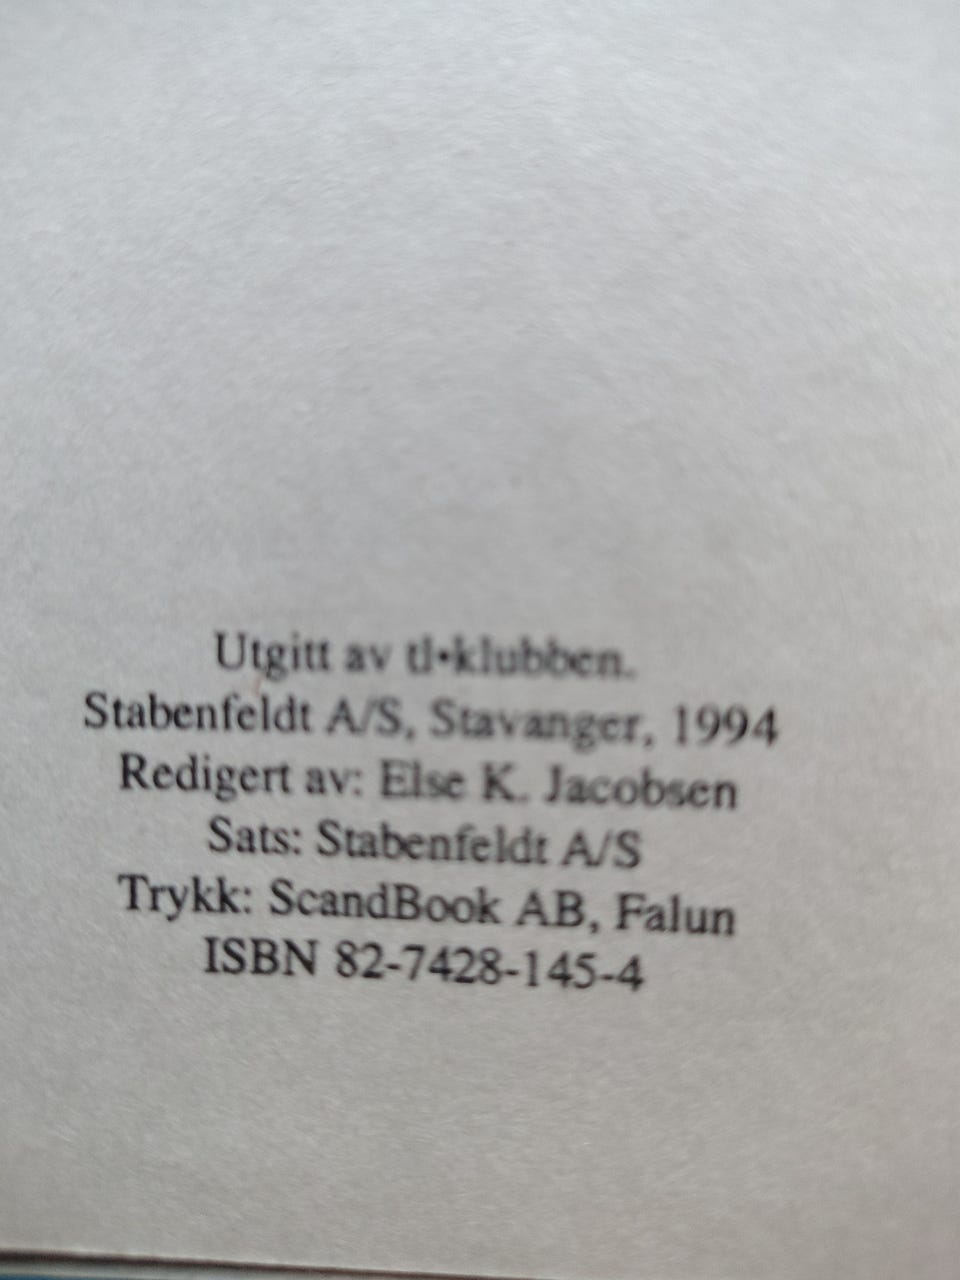 Utgitt av tl•klubben.
Stabenfeldt A/S, Stavanger, 1994
Redigert av: Else K. Jacobsen
Sats: Stabenfeldt A/S
Trykk: ScandBook AB, Falun
ISBN 82-7428-145-4